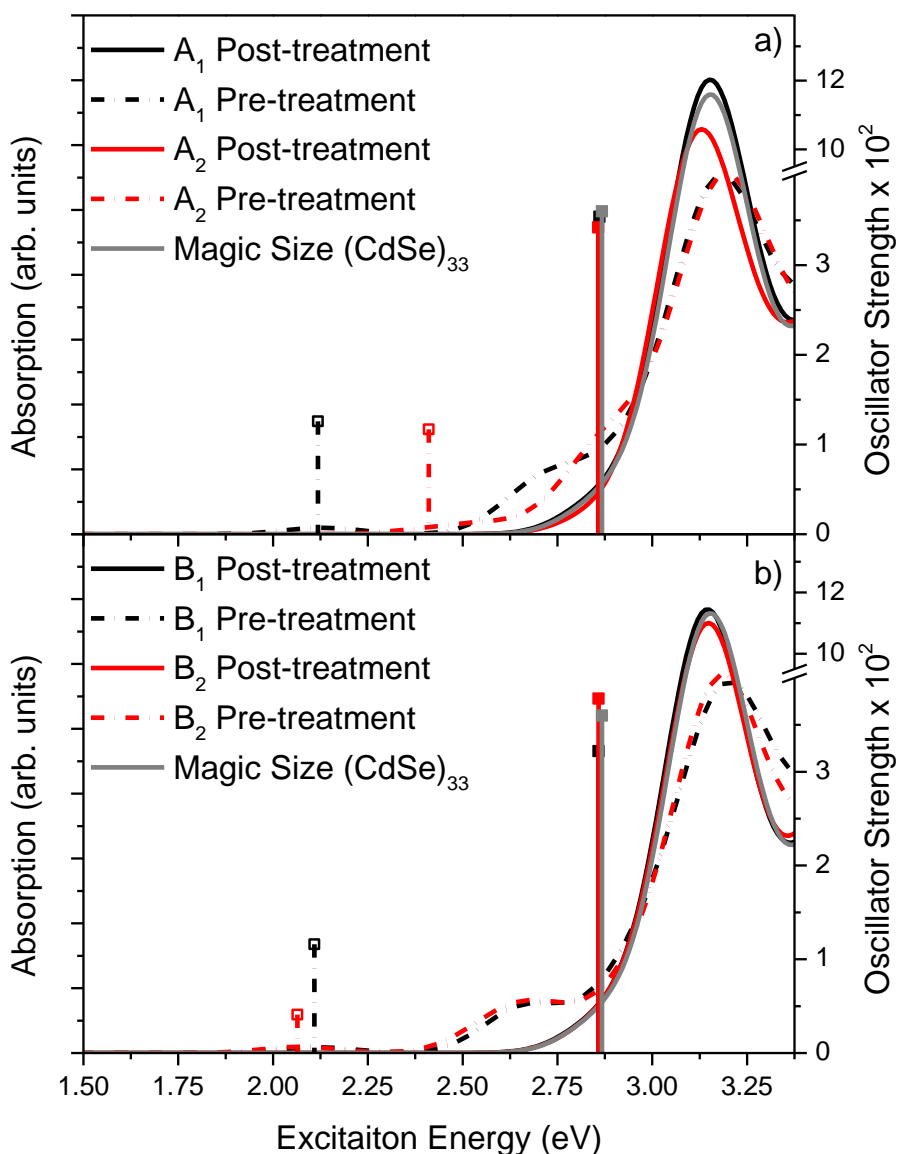 a)
A₁ Post-treatment
A₁ Pre-treatment
A₂ Post-treatment
A₂ Pre-treatment
Magic Size (CdSe)₃₃
Absorption (arb. units)
Oscillator Strength x 10²
12
10
3
2
1
0
b)
B₁ Post-treatment
B₁ Pre-treatment
B₂ Post-treatment
B₂ Pre-treatment
Magic Size (CdSe)₃₃
Absorption (arb. units)
Oscillator Strength x 10²
12
10
3
2
1
0
1.50 1.75 2.00 2.25 2.50 2.75 3.00 3.25
Excitaiton Energy (eV)